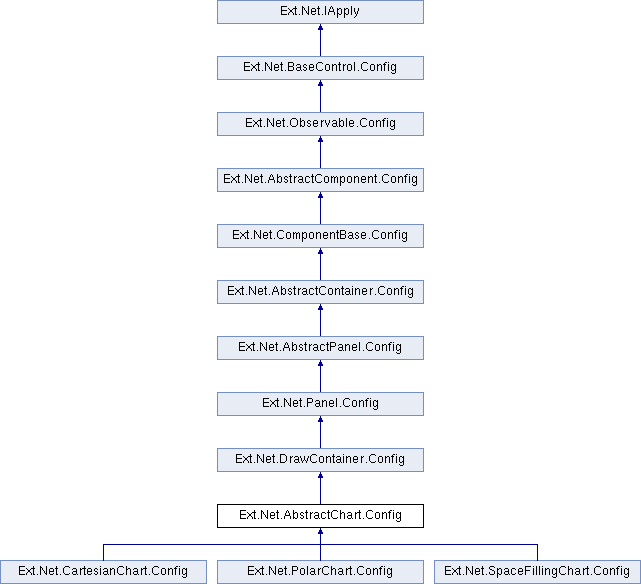 Ext.Net.IApply
Ext.Net.BaseControl.Config
Ext.Net.Observable.Config
Ext.Net.AbstractComponent.Config
Ext.Net.ComponentBase.Config
Ext.Net.AbstractContainer.Config
Ext.Net.AbstractPanel.Config
Ext.Net.Panel.Config
Ext.Net.DrawContainer.Config
Ext.Net.AbstractChart.Config
Ext.Net.CartesianChart.Config
Ext.Net.PolarChart.Config
Ext.Net.SpaceFillingChart.Config